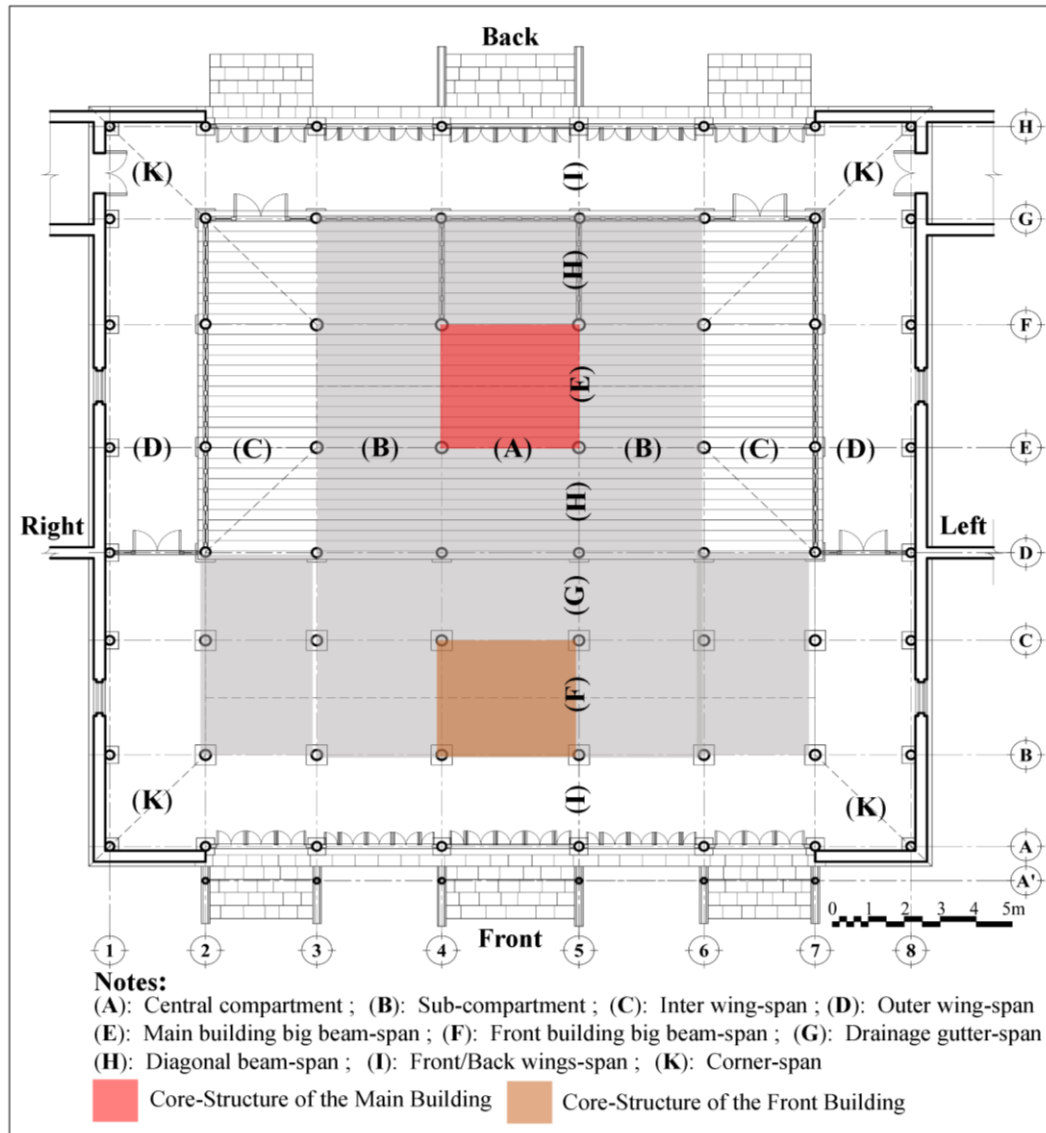 Back
H
(K)
(I)
(K)
G
(H)
F
(E)
(D)
(C)
(B)
(A)
(B)
(C)
(D)
E
(H)
Right
Left
D
(G)
C
(F)
B
(K)
(I)
(K)
A
A'
0 1 2 3 4 5m
Front
1 2 3 4 5 6 7 8
Notes:
(A): Central compartment ; (B): Sub-compartment ; (C): Inter wing-span ; (D): Outer wing-span
(E): Main building big beam-span ; (F): Front building big beam-span ; (G): Drainage gutter-span
(H): Diagonal beam-span ; (I): Front/Back wings-span ; (K): Corner-span
Core-Structure of the Main Building
Core-Structure of the Front Building